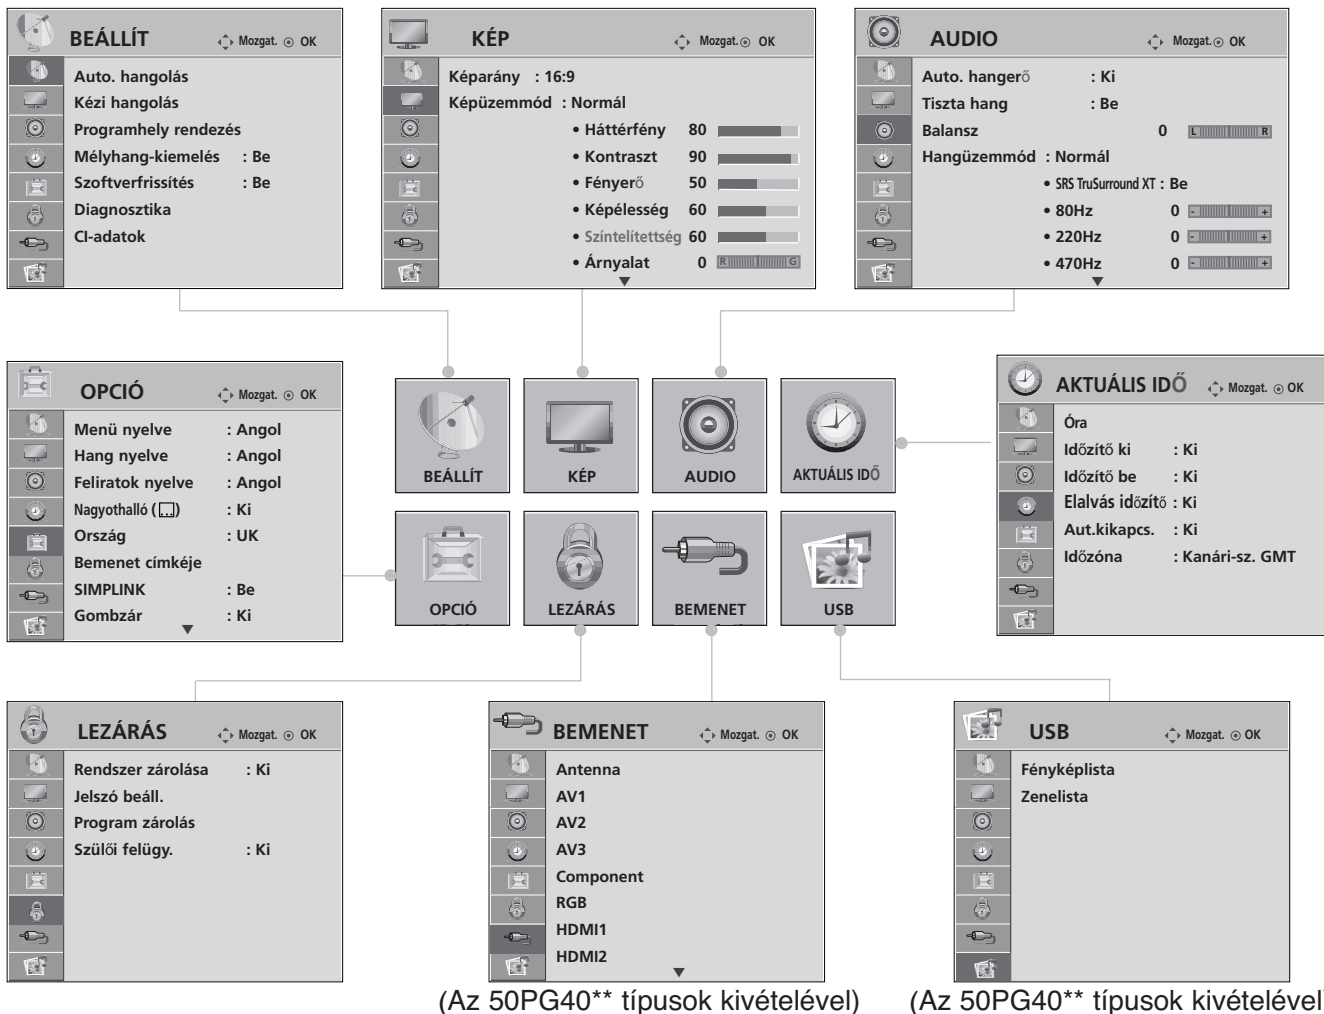 BEÁLLÍT Mozgat. OK
Auto. hangolás
Kézi hangolás
Programhely rendezés
Mélyhang-kiemelés : Be
Szoftverfrissítés : Be
Diagnosztika
CI-adatok
KÉP Mozgat. OK
Képarány : 16:9
Képüzemmód : Normál
• Háttérfény 80
• Kontraszt 90
• Fényerő 50
• Képélesség 60
• Színtelítettség 60
• Árnyalat 0 R G
AUDIO Mozgat. OK
Auto. hangerő : Ki
Tiszta hang : Be
Balansz 0 L R
Hangüzemmód : Normál
• SRS TruSurround XT : Be
• 80Hz 0 - +
• 220Hz 0 - +
• 470Hz 0 - +
OPCIÓ Mozgat. OK
Menü nyelve : Angol
Hang nyelve : Angol
Feliratok nyelve : Angol
Nagyothalló ( ) : Ki
Ország : UK
Bemenet címkéje
SIMPLINK : Be
Gombzár : Ki
BEÁLLÍT
KÉP
AUDIO
AKTUÁLIS IDŐ
OPCIÓ
LEZÁRÁS
BEMENET
USB
AKTUÁLIS IDŐ Mozgat. OK
Óra
Időzítő ki : Ki
Időzítő be : Ki
Elalvás időzítő : Ki
Aut.kikapcs. : Ki
Időzóna : Kanári-sz. GMT
LEZÁRÁS Mozgat. OK
Rendszer zárolása : Ki
Jelszó beáll.
Program zárolás
Szülői felügy. : Ki
BEMENET Mozgat. OK
Antenna
AV1
AV2
AV3
Component
RGB
HDMI1
HDMI2
(Az 50PG40** típusok kivételével)
USB Mozgat. OK
Fényképlista
Zenelista
(Az 50PG40** típusok kivételével)